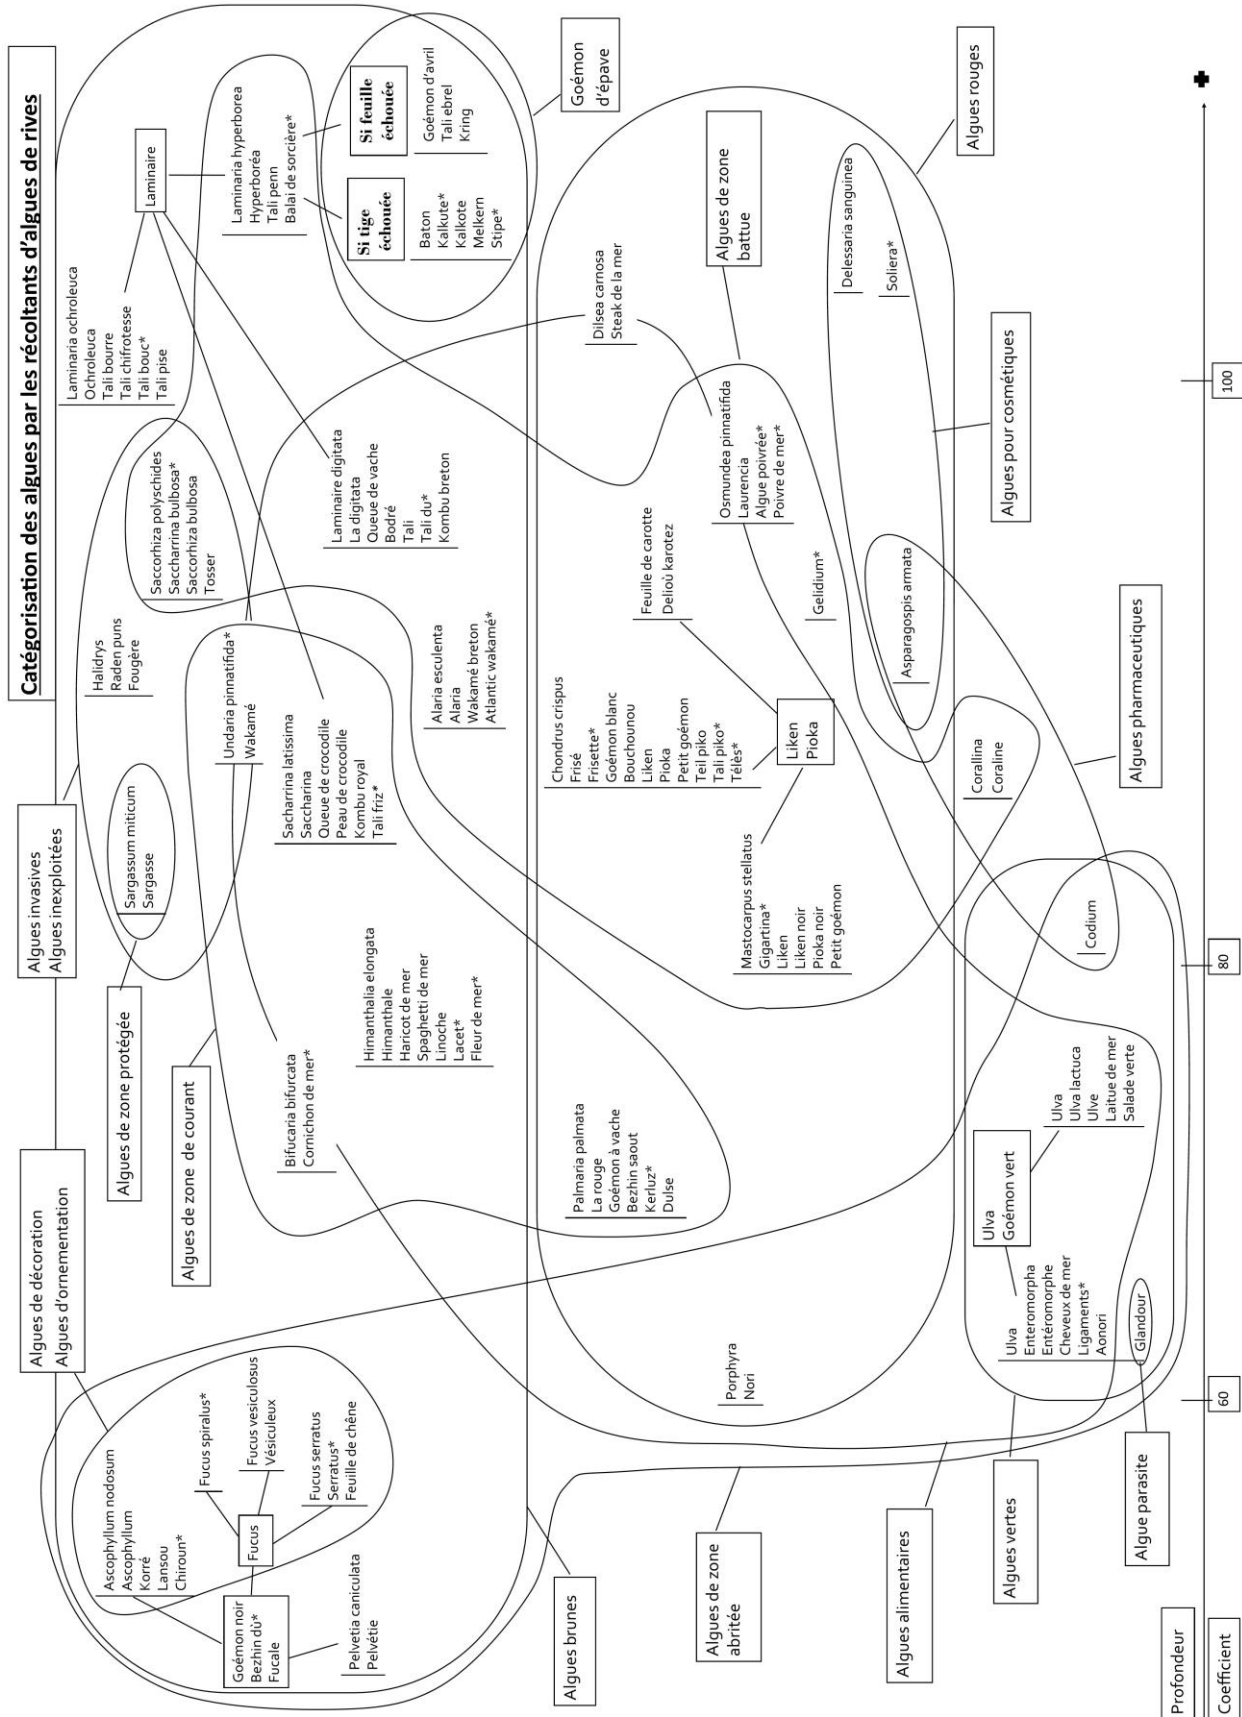 Catégorisation des algues par les récoltants d'algues de rives
Algues de décoration
Algues d'ornementation
Algues invasives
Algues inexploitées
Algues de zone protégée
Algues de zone de courant
Ascophyllum nodosum
Ascophyllum
Korré
Lansou
Chiroun*
Fucus spiralus*
Fucus vesiculosus
Vésiculeux
Fucus serratus
Serratus*
Feuille de chêne
Fucus
Goémon noir
Bezhin dû*
Fucale
Pelvetia caniculata
Pelvétie
Sargassum miticum
Sargasse
Halidrys
Raden puns
Fougère
Saccorhiza polyschides
Saccharrina bulbosa*
Saccorhiza bulbosa
Tosser
Laminaria ochroleuca
Ochroleuca
Tali bourre
Tali chifrotesse
Tali bouc*
Tali pise
Laminaire
Laminaria hyperborea
Hyperboréa
Tali penn
Balai de sorcière*
Si tige
échouée
Si feuille
échouée
Baton
Kalkute*
Kalkote
Melkern
Stipe*
Goémon d'avril
Tali ebrel
Kring
Goémon
d'épave
Undaria pinnatifida*
Wakamé
Bifucaria bifurcata
Cornichon de mer*
Sacharrina latissima
Saccharina
Queue de crocodile
Peau de crocodile
Kombu royal
Tali friz*
Laminaire digitata
La digitata
Queue de vache
Bodré
Tali
Tali du*
Kombu breton
Himanthalia elongata
Himanthale
Haricot de mer
Spaghetti de mer
Linoche
Lacet*
Fleur de mer*
Alaria esculenta
Alaria
Wakamé breton
Atlantic wakamé*
Algues brunes
Palmaria palmata
La rouge
Goémon à vache
Bezhin saout
Kerluz*
Dulse
Chondrus crispus
Frisé
Frisette*
Goémon blanc
Bouchounou
Liken
Pioka
Petit goémon
Teil piko
Tali piko*
Télès*
Feuille de carotte
Delioù karotez
Dilsea carnosa
Steak de la mer
Porphyra
Nori
Mastocarpus stellatus
Gigartina*
Liken
Liken noir
Pioka noir
Petit goémon
Liken
Pioka
Osmundea pinnatifida
Laurencia
Algue poivrée*
Poivre de mer*
Algues de zone
battue
Gelidium*
Delessaria sanguinea
Soliera*
Asparagospis armata
Algues rouges
Algues de zone
abritée
Algues alimentaires
Corallina
Coraline
Algues pour cosmétiques
Ulva
Goémon vert
Ulva
Enteromorpha
Entéromorphe
Cheveux de mer
Ligaments*
Aonori
Glandour
Ulva
Ulva lactuca
Ulve
Laitue de mer
Salade verte
Codium
Algues vertes
Algue parasite
Algues pharmaceutiques
Profondeur
Coefficient
60
80
100